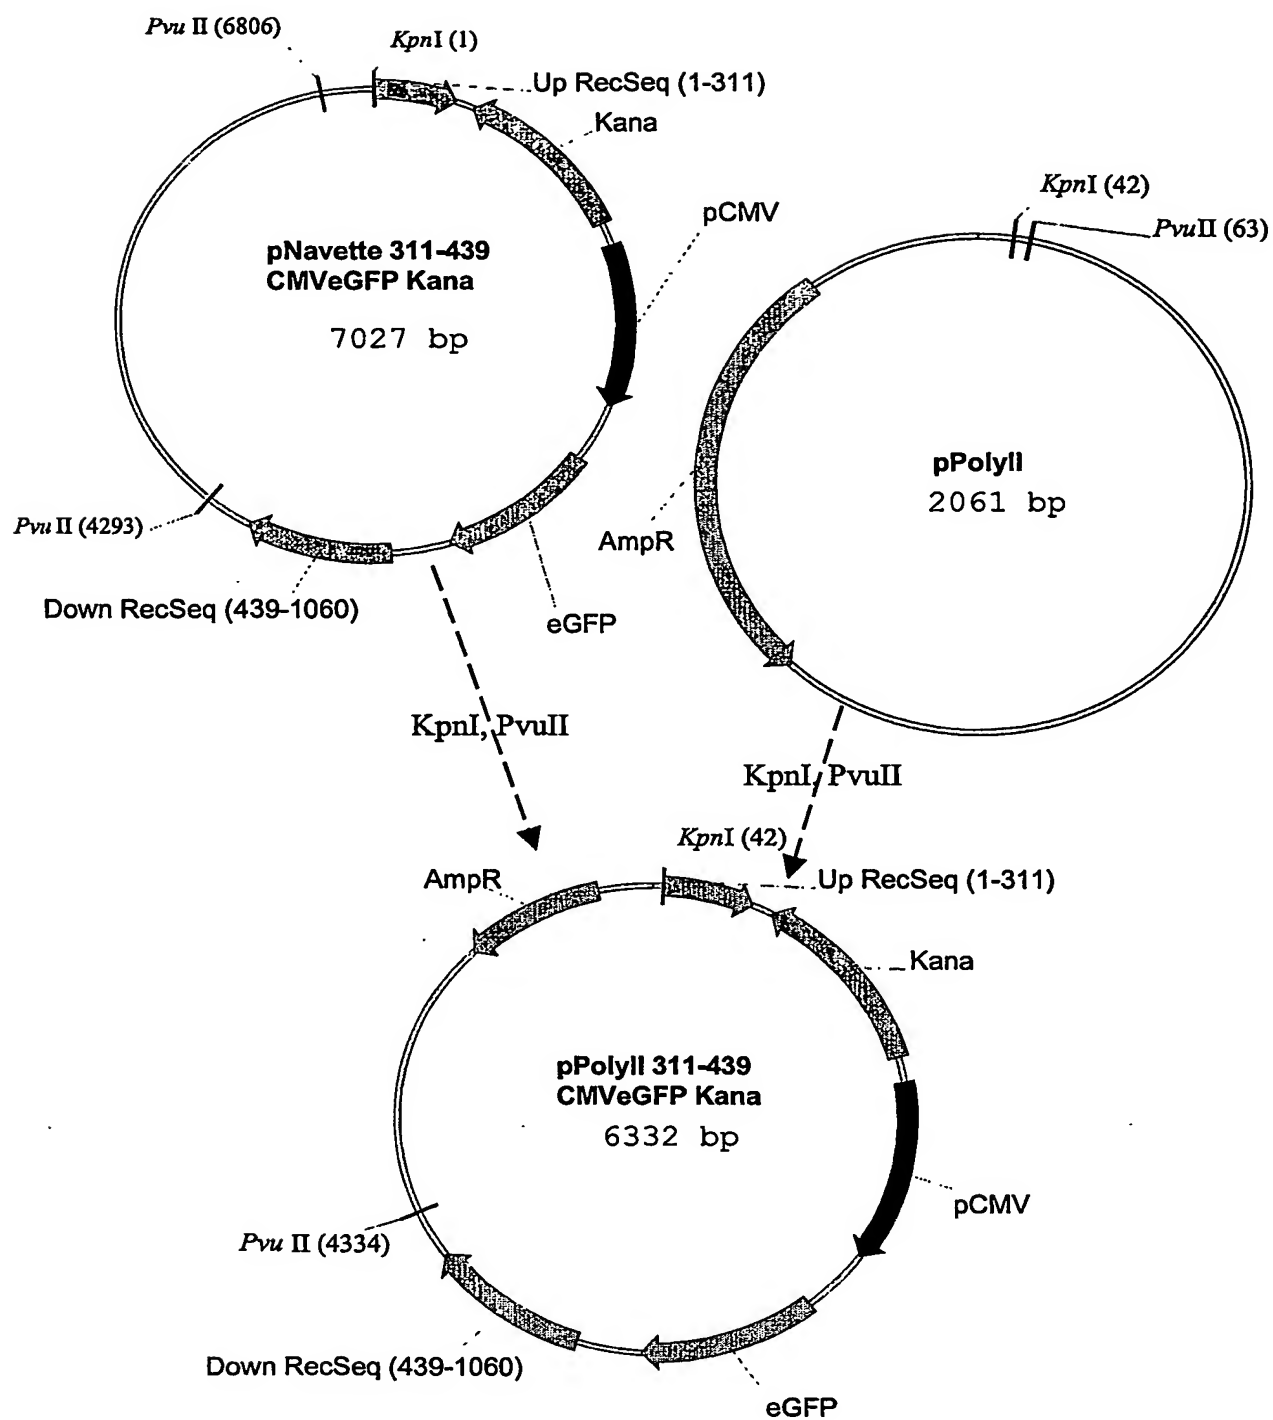 Pvu II (6806)
KpnI (1)
Up RecSeq (1-311)
Kana
pCMV
pNavette 311-439
CMVeGFP Kana
7027 bp
Pvu II (4293)
Down RecSeq (439-1060)
eGFP
KpnI (42)
PvuII (63)
pPolyII
2061 bp
AmpR
KpnI, PvuII
KpnI, PvuII
KpnI (42)
AmpR
Up RecSeq (1-311)
Kana
pPolyII 311-439
CMVeGFP Kana
6332 bp
pCMV
Pvu II (4334)
Down RecSeq (439-1060)
eGFP